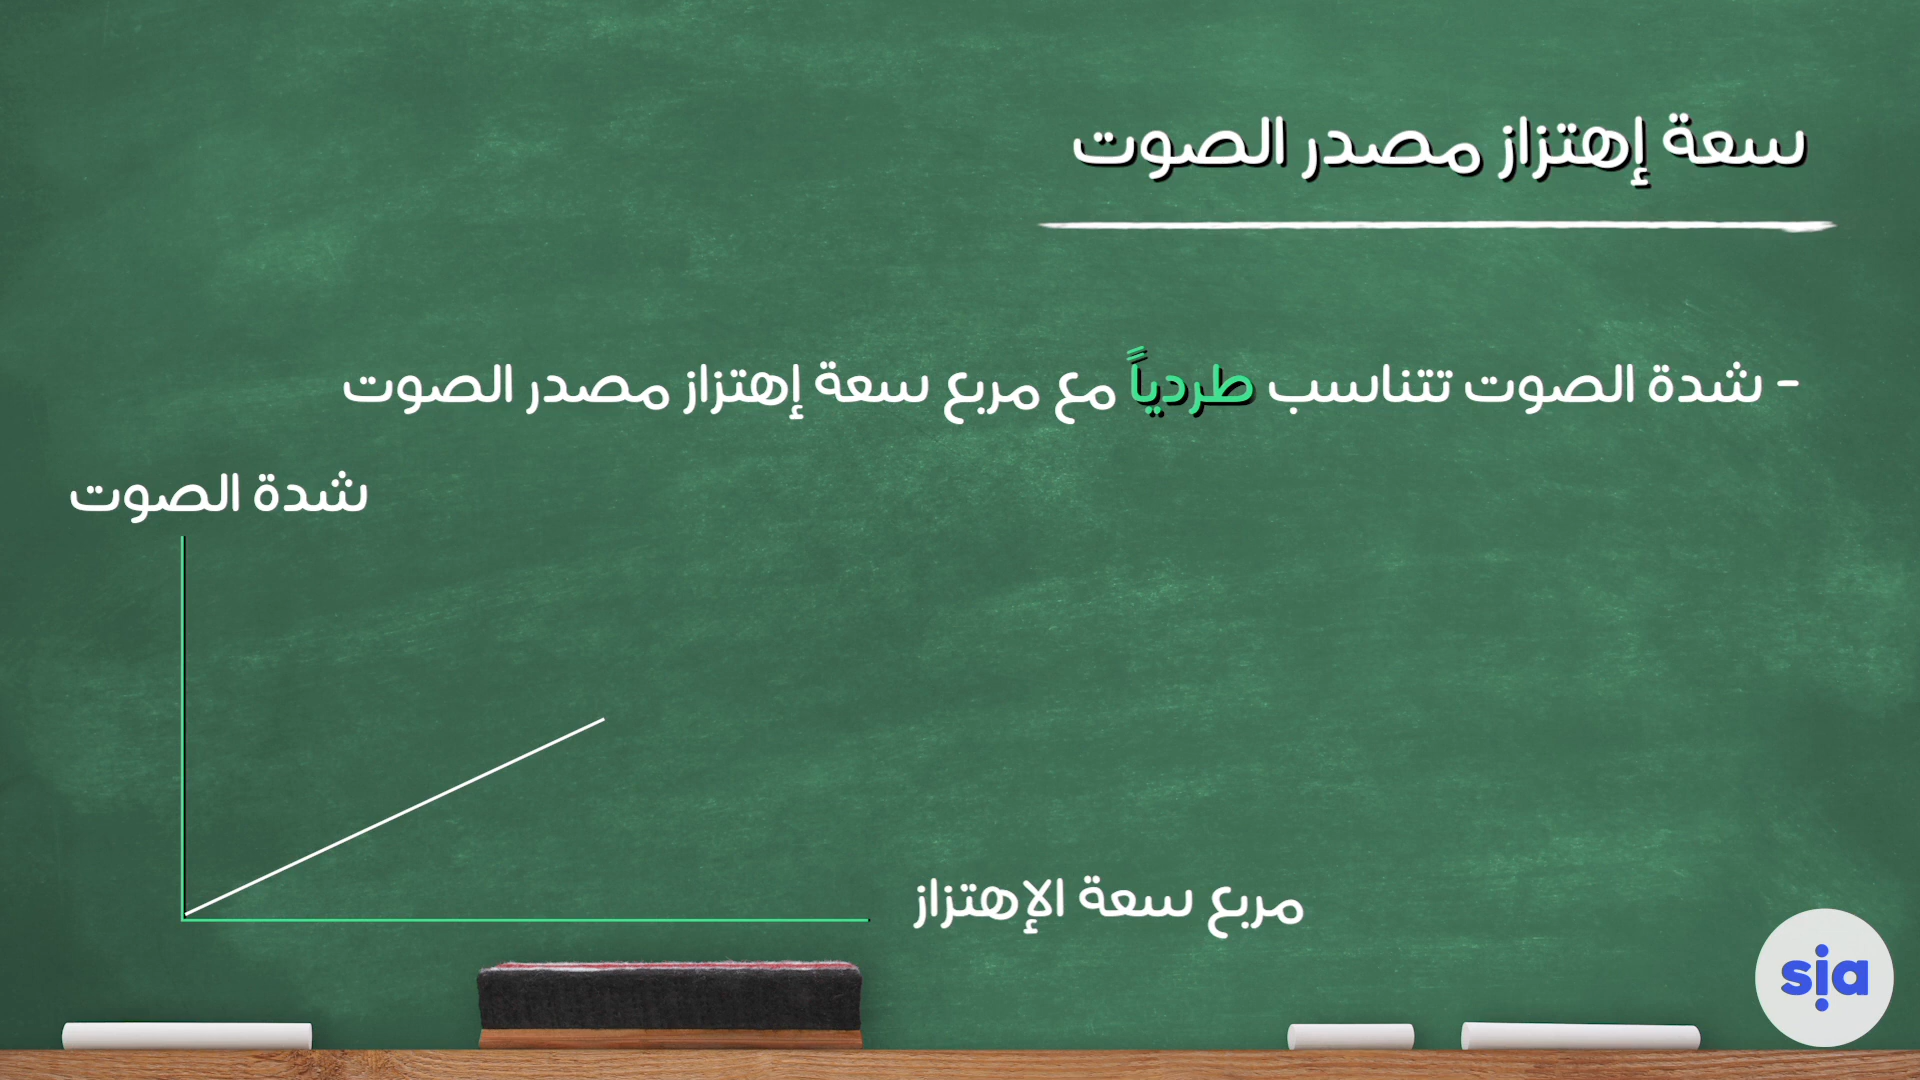 سعة إهتزاز مصدر الصوت
- شدة الصوت تتناسب طردياً مع مربع سعة إهتزاز مصدر الصوت
شدة الصوت
مربع سعة الإهتزاز
sia